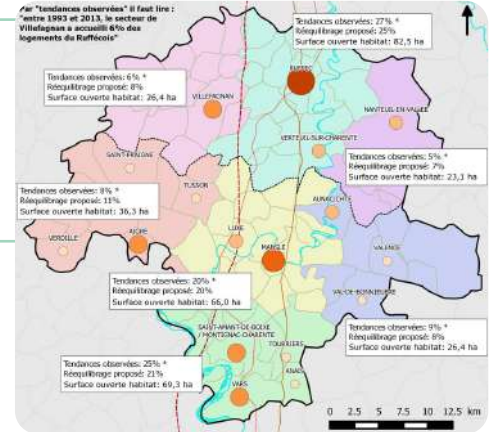 Par "tendances observées" il faut lire :
"entre 1993 et 2013, le secteur de
Villefagnan a accueilli 6% des
logements du Ruffécois"
Tendances observées: 27% *
Rééquilibrage proposé: 25%
Surface ouverte habitat: 82,5 ha
RUFFEC
Tendances observées: 6% *
Rééquilibrage proposé: 8%
Surface ouverte habitat: 26,4 ha
VILLEFAGNAN
NANTEUIL-EN-VALLÉE
VERTEUIL-SUR-CHARENTE
SAINT-FRAIGNE
Tendances observées: 5% *
Rééquilibrage proposé: 7%
Surface ouverte habitat: 23,1 ha
Tendances observées: 8% *
Rééquilibrage proposé: 11%
Surface ouverte habitat: 36,3 ha
TUSSON
AUNAC
VERDILLE
AIGRE
LUXÉ
MANSLE
VALENCE
Tendances observées: 20% *
Rééquilibrage proposé: 20%
Surface ouverte habitat: 66,0 ha
VAL-DE-BONNIEURE
SAINT-AMANT-DE-BOIXE
/ MONTIGNAC-CHARENTE
TOURRIERS
Tendances observées: 9% *
Rééquilibrage proposé: 8%
Surface ouverte habitat: 26,4 ha
Tendances observées: 25% *
Rééquilibrage proposé: 21%
Surface ouverte habitat: 69,3 ha
ANAIS
VARS
0 2.5 5 7.5 10 12.5 km